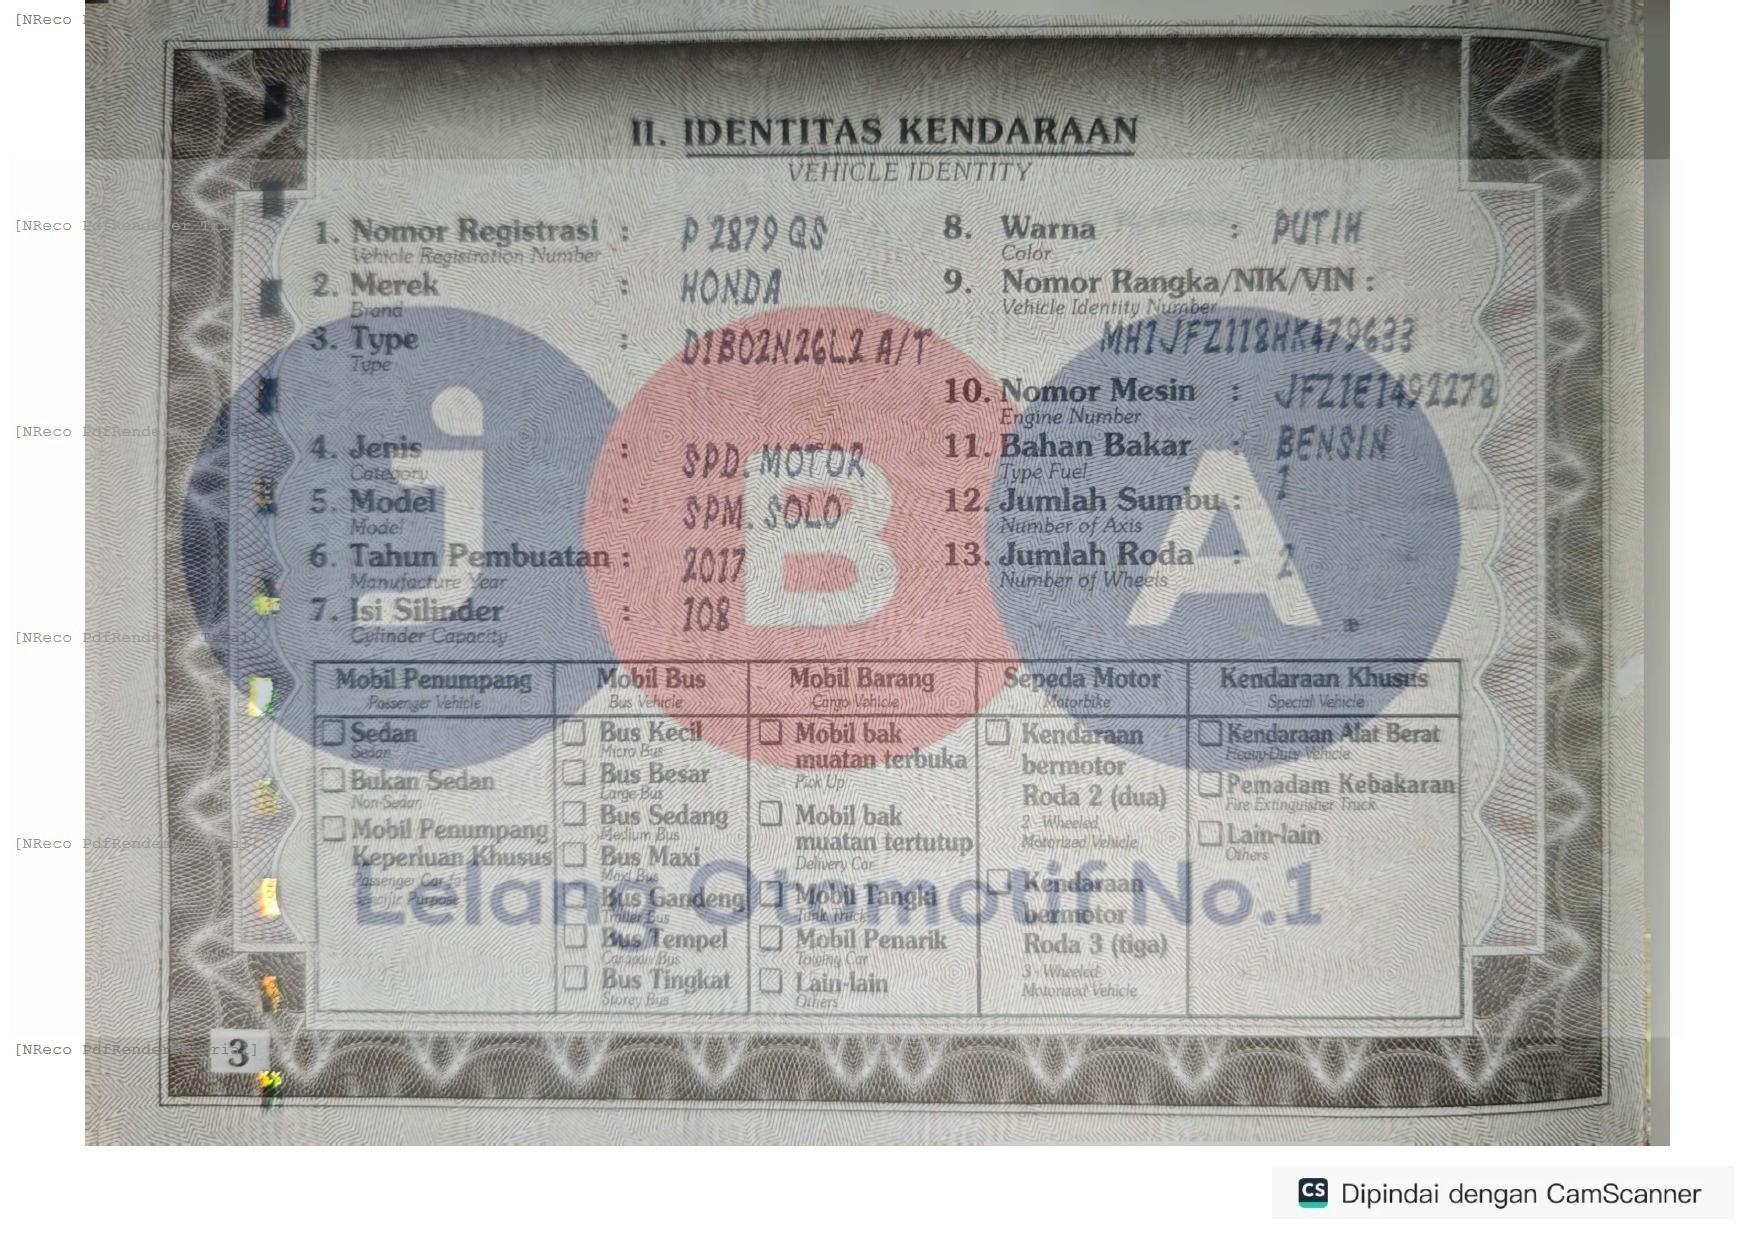 II. IDENTITAS KENDARAAN
VEHICLE IDENTITY
1. Nomor Registrasi : P 2879 QS
Vehicle Registration Number
2. Merek : HONDA
Brand
3. Type : D1B02N26L2 A/T
Type
4. Jenis : SPD. MOTOR
Category
5. Model : SPM. SOLO
Model
6. Tahun Pembuatan : 2017
Manufacture Year
7. Isi Silinder : 108
Cylinder Capacity
8. Warna : PUTIH
Color
9. Nomor Rangka/NIK/VIN :
Vehicle Identity Number
MH1JFZ118HK479633
10. Nomor Mesin : JFZ1E1492278
Engine Number
11. Bahan Bakar : BENSIN
Type Fuel
12. Jumlah Sumbu : 1
Number of Axis
13. Jumlah Roda : 2
Number of Wheels
Mobil Penumpang
Passenger Vehicle
Sedan
Sedan
Bukan Sedan
Non-Sedan
Mobil Penumpang
Keperluan Khusus
Passenger Car for
Specific Purpose
Mobil Bus
Bus Vehicle
Bus Kecil
Micro Bus
Bus Besar
Large Bus
Bus Sedang
Medium Bus
Bus Maxi
Maxi Bus
Bus Gandeng
Trailer Bus
Bus Tempel
Bus Tingkat
Storey Bus
Mobil Barang
Cargo Vehicle
Mobil bak
muatan terbuka
Pick Up
Mobil bak
muatan tertutup
Delivery Car
Mobil Tangki
Tank Truck
Mobil Penarik
Towing Car
Lain-lain
Others
Sepeda Motor
Motorbike
Kendaraan
bermotor
Roda 2 (dua)
2 - Wheeled
Motorized Vehicle
Kendaraan
bermotor
Roda 3 (tiga)
3 - Wheeled
Motorized Vehicle
Kendaraan Khusus
Special Vehicle
Kendaraan Alat Berat
Heavy-Duty Vehicle
Pemadam Kebakaran
Fire Extinguisher Truck
Lain-lain
Others
jBA
Lelang Otomotif No.1
3
CS Dipindai dengan CamScanner